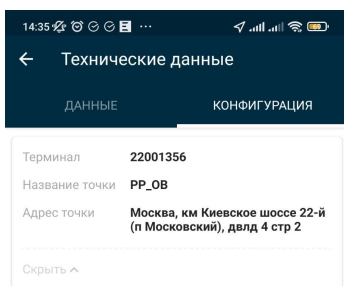 14:35
Технические данные
ДАННЫЕ
КОНФИГУРАЦИЯ
Терминал 22001356
Название точки PP_OB
Адрес точки Москва, км Киевское шоссе 22-й
(п Московский), двлд 4 стр 2
Скрыть